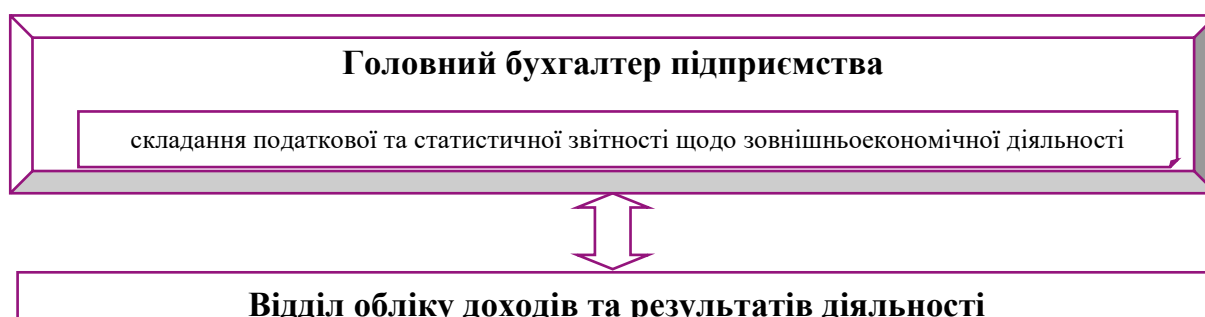 Головний бухгалтер підприємства
складання податкової та статистичної звітності щодо зовнішньоекономічної діяльності
Відділ обліку доходів та результатів діяльності